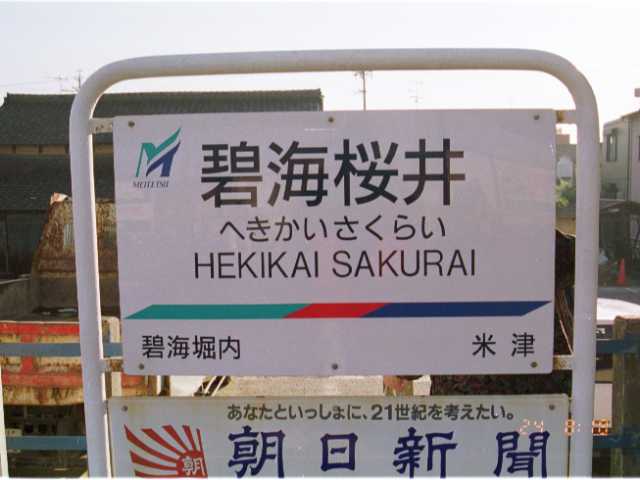 MEITETSU
碧海桜井
へきかいさくらい
HEKIKAI SAKURAI
碧海堀内 米津
あなたといっしょに、21世紀を考えたい。
朝 朝日新聞